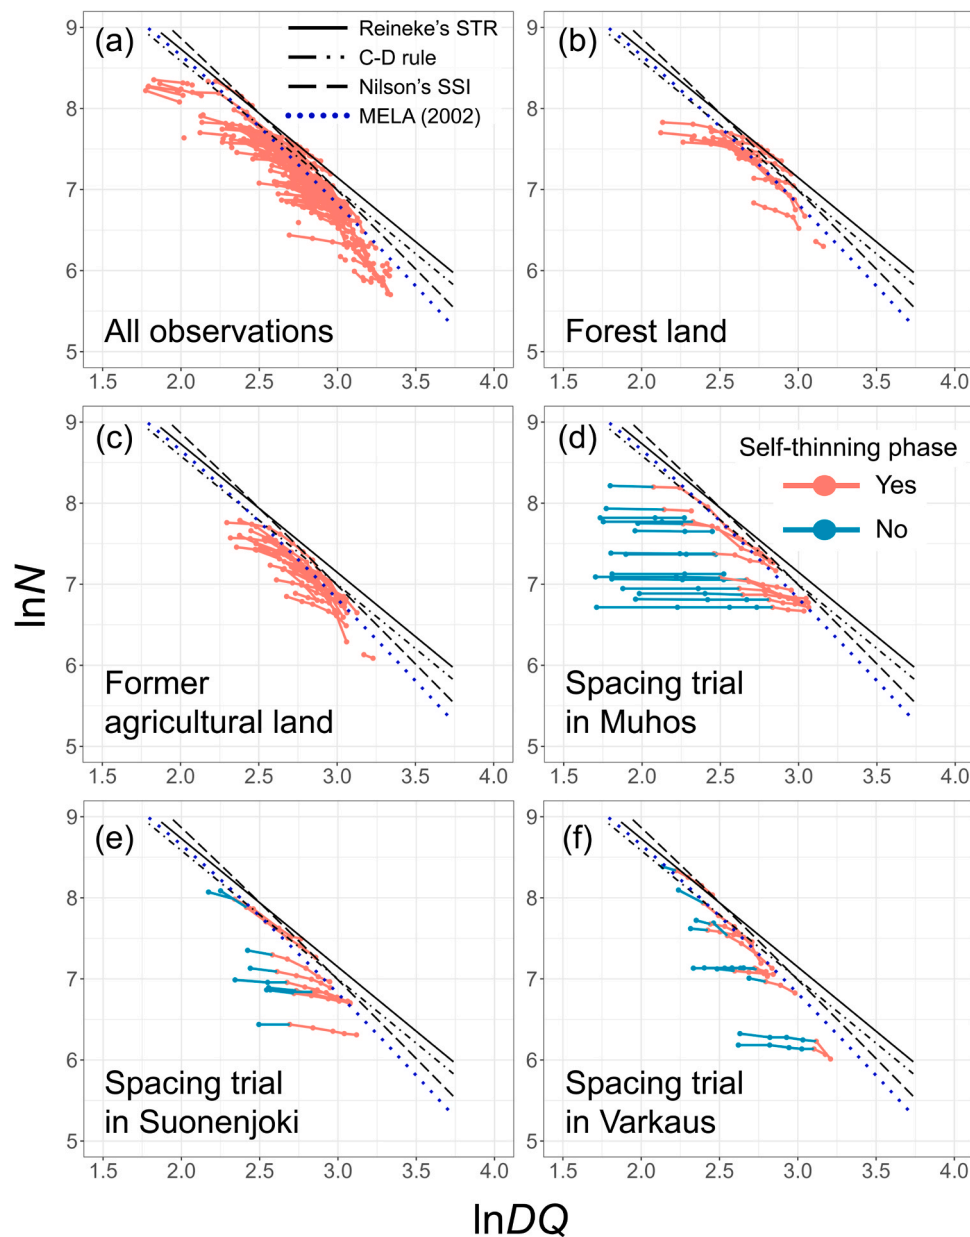 (a)
Reineke's STR
C-D rule
Nilson's SSI
MELA (2002)
All observations
9
8
7
6
5
1.5 2.0 2.5 3.0 3.5 4.0
(b)
Forest land
9
8
7
6
5
1.5 2.0 2.5 3.0 3.5 4.0
(c)
Former
agricultural land
9
8
7
6
5
1.5 2.0 2.5 3.0 3.5 4.0
(d)
Self-thinning phase
Yes
No
Spacing trial
in Muhos
9
8
7
6
5
1.5 2.0 2.5 3.0 3.5 4.0
lnN
(e)
Spacing trial
in Suonenjoki
9
8
7
6
5
1.5 2.0 2.5 3.0 3.5 4.0
(f)
Spacing trial
in Varkaus
9
8
7
6
5
1.5 2.0 2.5 3.0 3.5 4.0
lnDQ